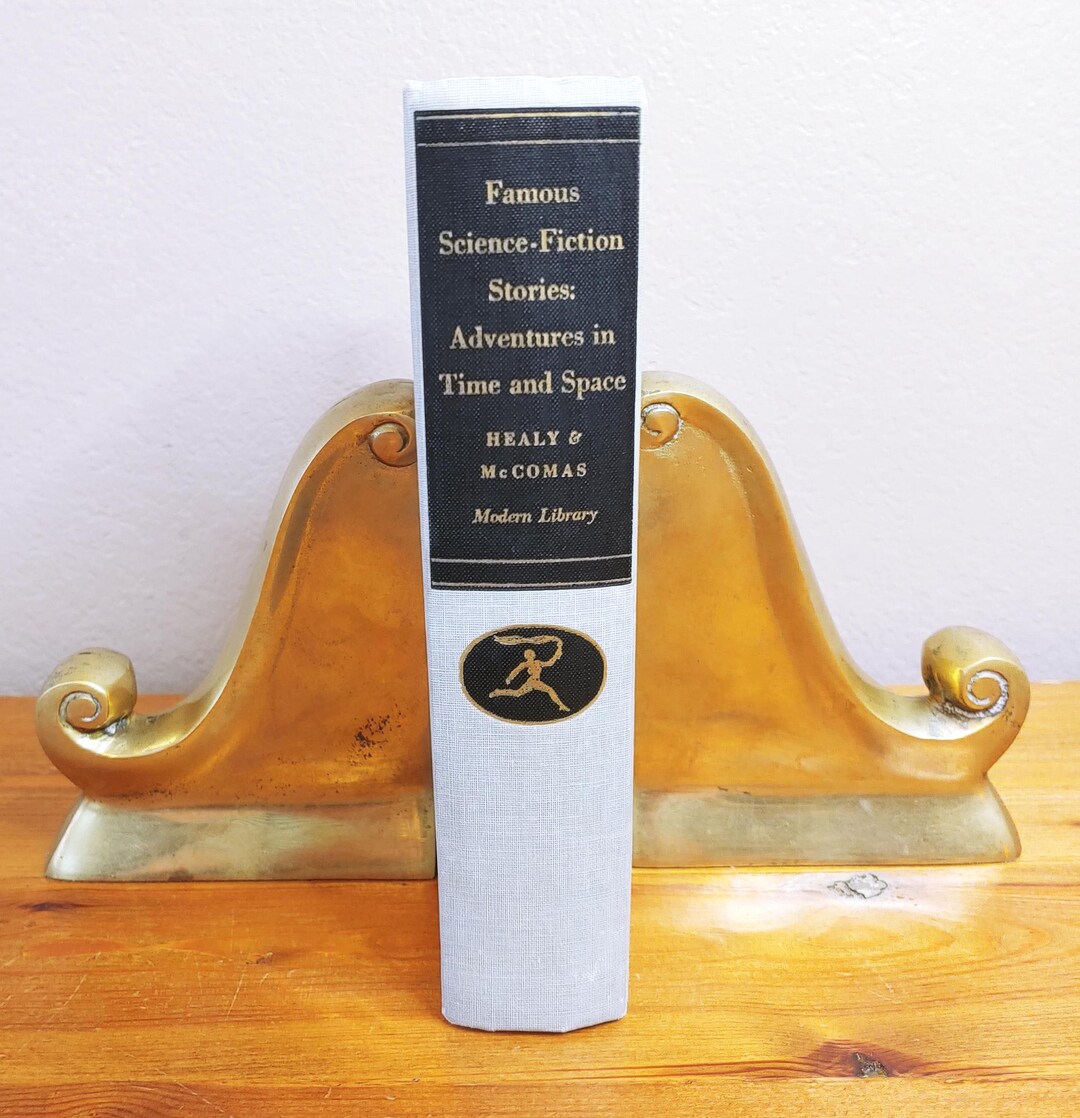 Famous
Science-Fiction
Stories:
Adventures in
Time and Space
HEALY &
McCOMAS
Modern Library